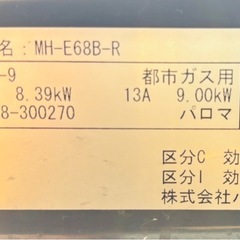 名：MH-E68B-R
-9 都市ガス用
8.39kW 13A 9.00kW
8-300270 パロマ
区分C 効
区分I 効
株式会社パ